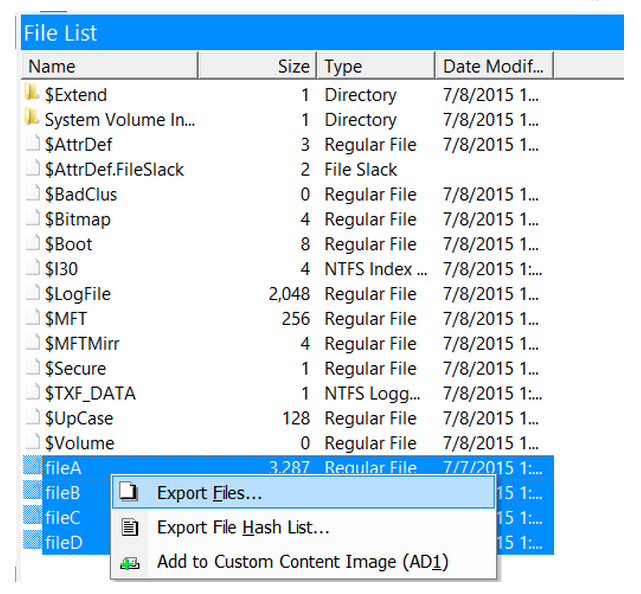 File List
Name Size Type Date Modif...
$Extend 1 Directory 7/8/2015 1...
System Volume In... 1 Directory 7/8/2015 1...
$AttrDef 3 Regular File 7/8/2015 1...
$AttrDef.FileSlack 2 File Slack
$BadClus 0 Regular File 7/8/2015 1...
$Bitmap 4 Regular File 7/8/2015 1...
$Boot 8 Regular File 7/8/2015 1...
$I30 4 NTFS Index ... 7/8/2015 1:...
$LogFile 2,048 Regular File 7/8/2015 1...
$MFT 256 Regular File 7/8/2015 1...
$MFTMirr 4 Regular File 7/8/2015 1...
$Secure 1 Regular File 7/8/2015 1...
$TXF_DATA 1 NTFS Logg... 7/8/2015 1:...
$UpCase 128 Regular File 7/8/2015 1...
$Volume 0 Regular File 7/8/2015 1...
fileA 3,287 Regular File 7/7/2015 1:...
fileB 15 1:...
fileC 15 1:...
fileD 15 1:...
Export Files...
Export File Hash List...
Add to Custom Content Image (AD1)